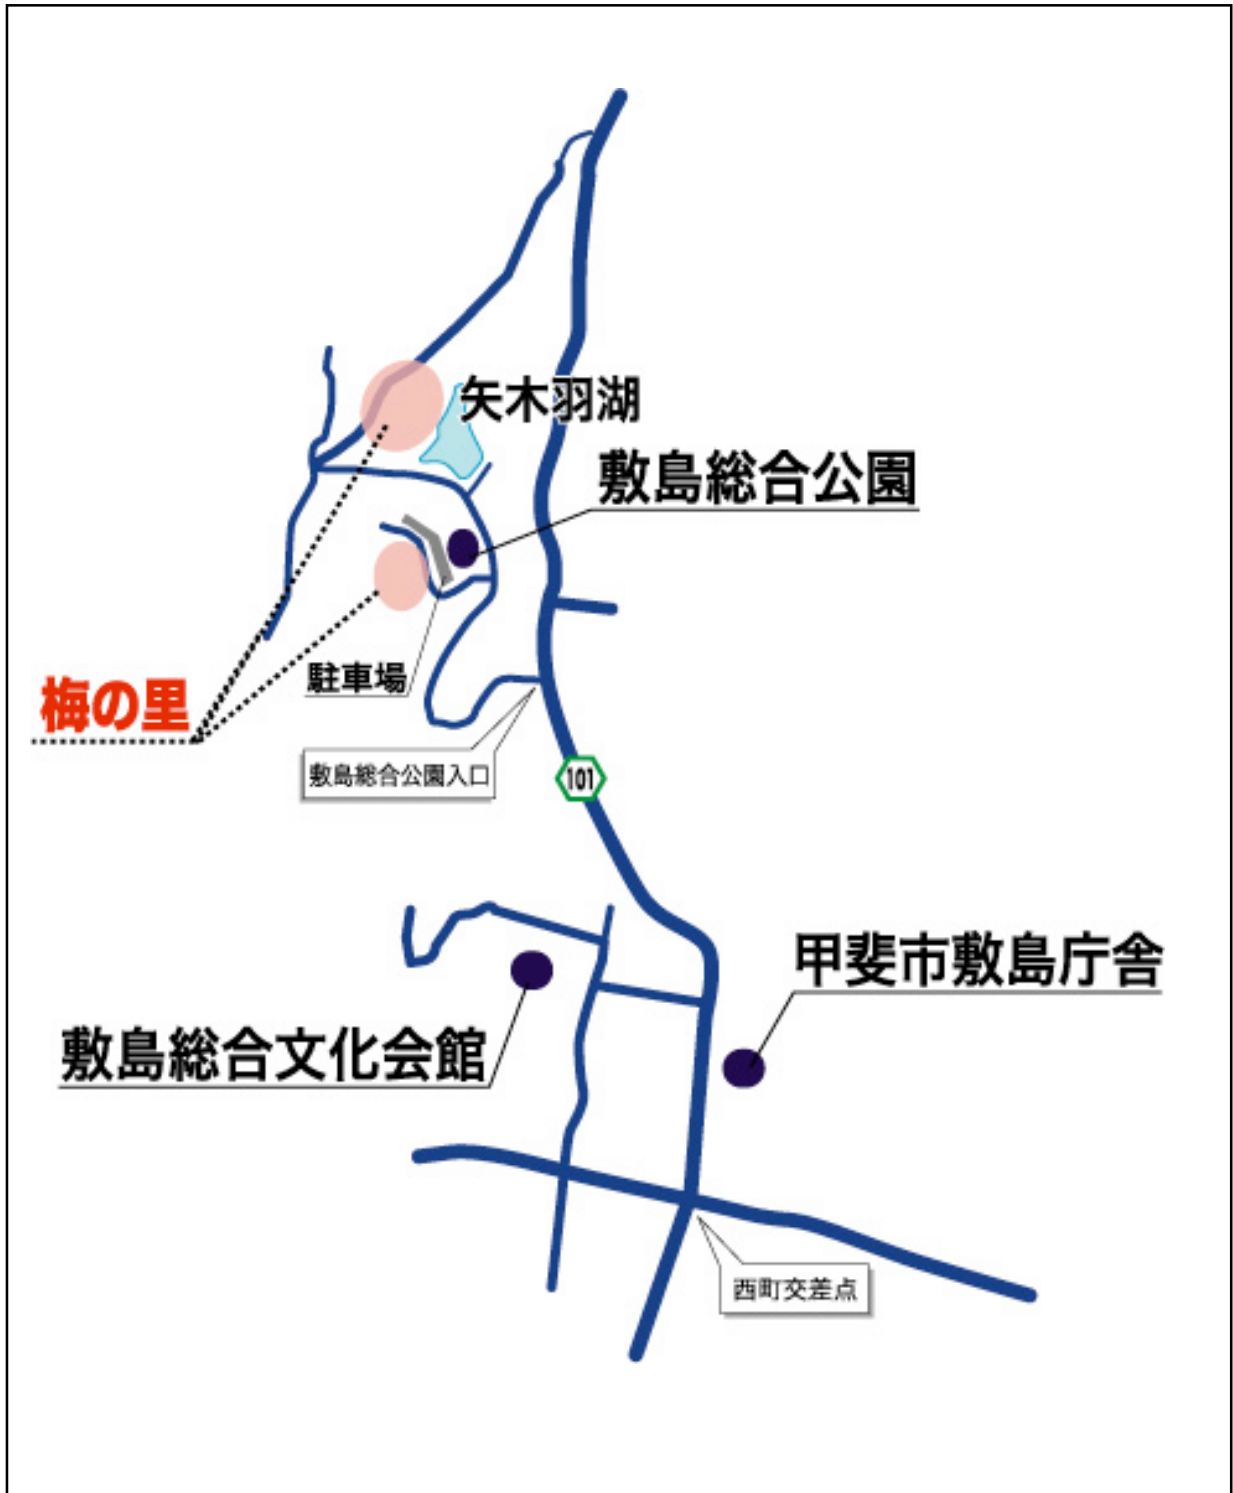 矢木羽湖
敷島総合公園
駐車場
梅の里
敷島総合公園入口
101
甲斐市敷島庁舎
敷島総合文化会館
西町交差点